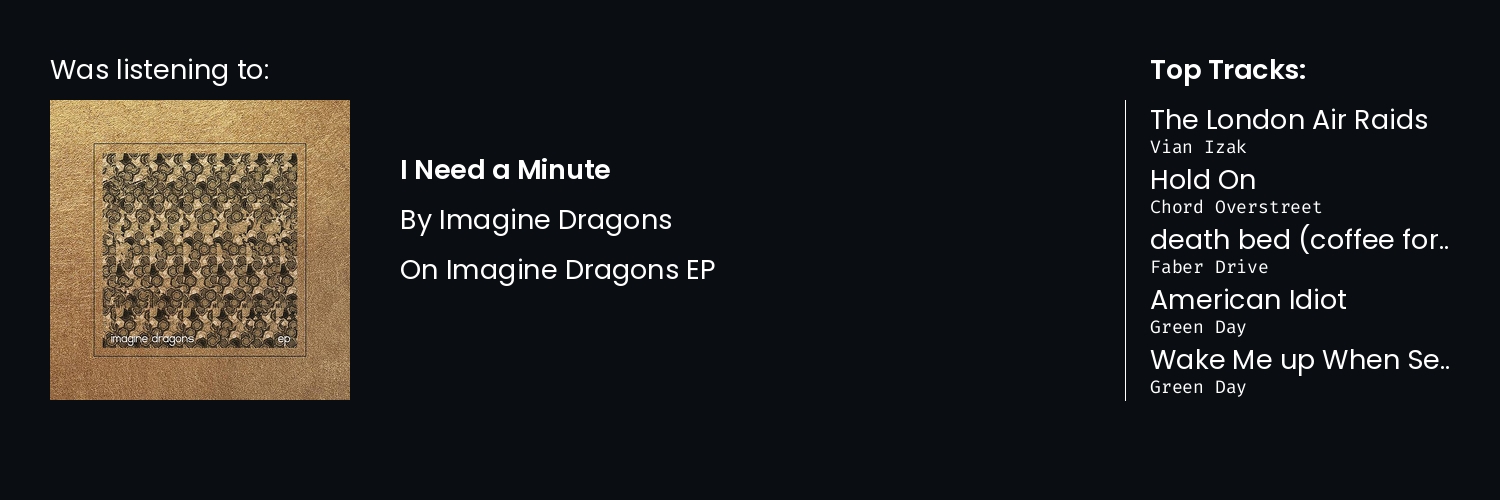 Was listening to:
imagine dragons
ep
I Need a Minute
By Imagine Dragons
On Imagine Dragons EP
Top Tracks:
The London Air Raids
Vian Izak
Hold On
Chord Overstreet
death bed (coffee for..
Faber Drive
American Idiot
Green Day
Wake Me up When Se..
Green Day